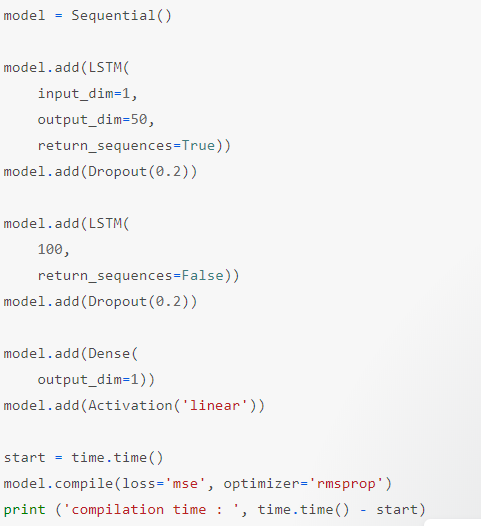 model = Sequential()
model.add(LSTM(
    input_dim=1,
    output_dim=50,
    return_sequences=True))
model.add(Dropout(0.2))
model.add(LSTM(
    100,
    return_sequences=False))
model.add(Dropout(0.2))
model.add(Dense(
    output_dim=1))
model.add(Activation('linear'))
start = time.time()
model.compile(loss='mse', optimizer='rmsprop')
print ('compilation time : ', time.time() - start)